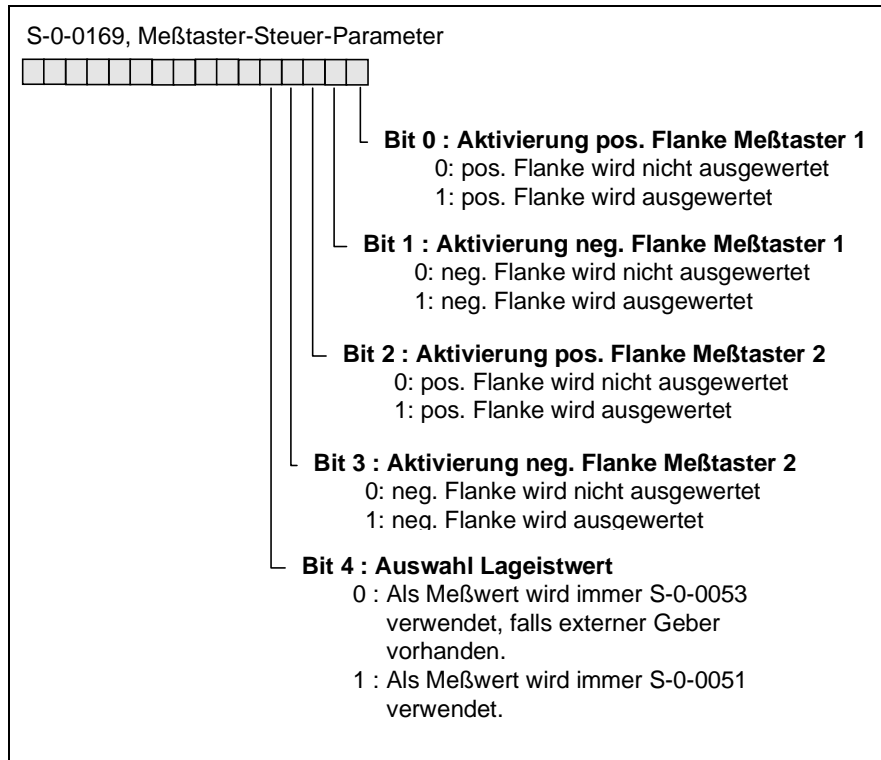 S-0-0169, Meßtaster-Steuer-Parameter
Bit 0 : Aktivierung pos. Flanke Meßtaster 1
0: pos. Flanke wird nicht ausgewertet
1: pos. Flanke wird ausgewertet
Bit 1 : Aktivierung neg. Flanke Meßtaster 1
0: neg. Flanke wird nicht ausgewertet
1: neg. Flanke wird ausgewertet
Bit 2 : Aktivierung pos. Flanke Meßtaster 2
0: pos. Flanke wird nicht ausgewertet
1: pos. Flanke wird ausgewertet
Bit 3 : Aktivierung neg. Flanke Meßtaster 2
0: neg. Flanke wird nicht ausgewertet
1: neg. Flanke wird ausgewertet
Bit 4 : Auswahl Lageistwert
0 : Als Meßwert wird immer S-0-0053
verwendet, falls externer Geber
vorhanden.
1 : Als Meßwert wird immer S-0-0051
verwendet.